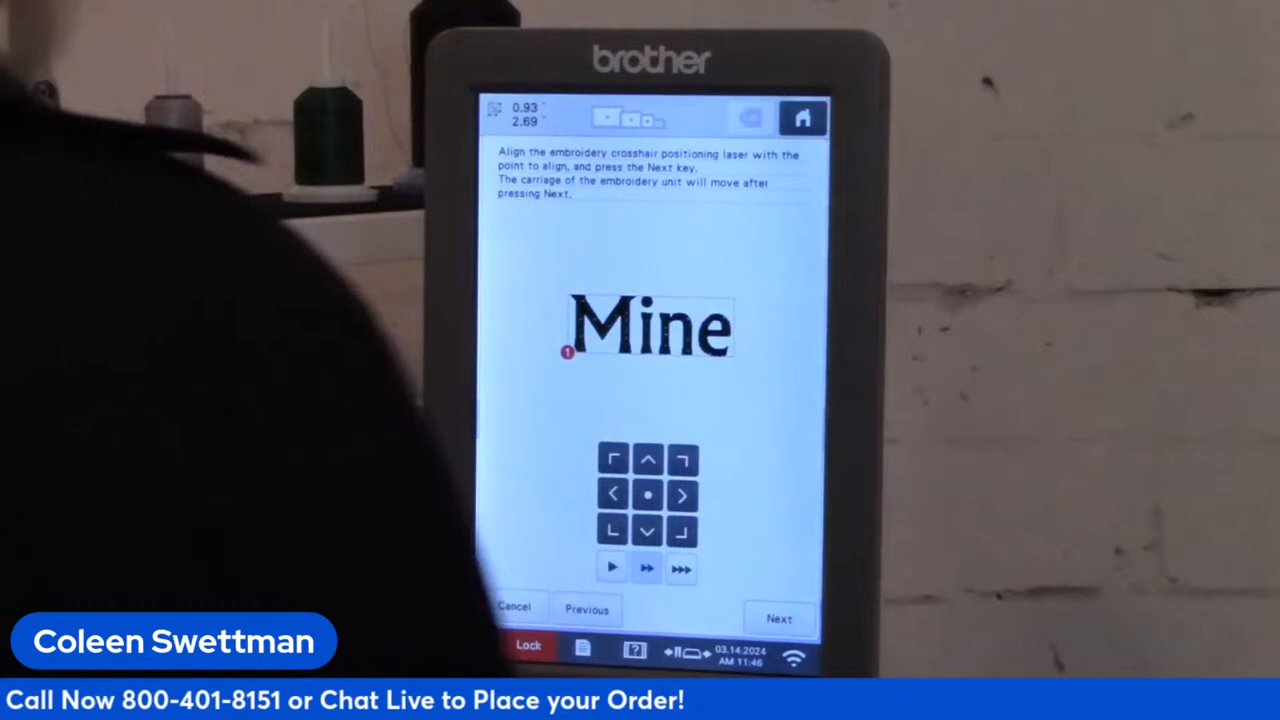 brother
0.93 "
2.69 "
Align the embroidery crosshair positioning laser with the
point to align, and press the Next key.
The carriage of the embroidery unit will move after
pressing Next.
Mine
1
Cancel
Previous
Next
Lock
?
03.14.2024
AM 11:46
Coleen Swettman
Call Now 800-401-8151 or Chat Live to Place your Order!